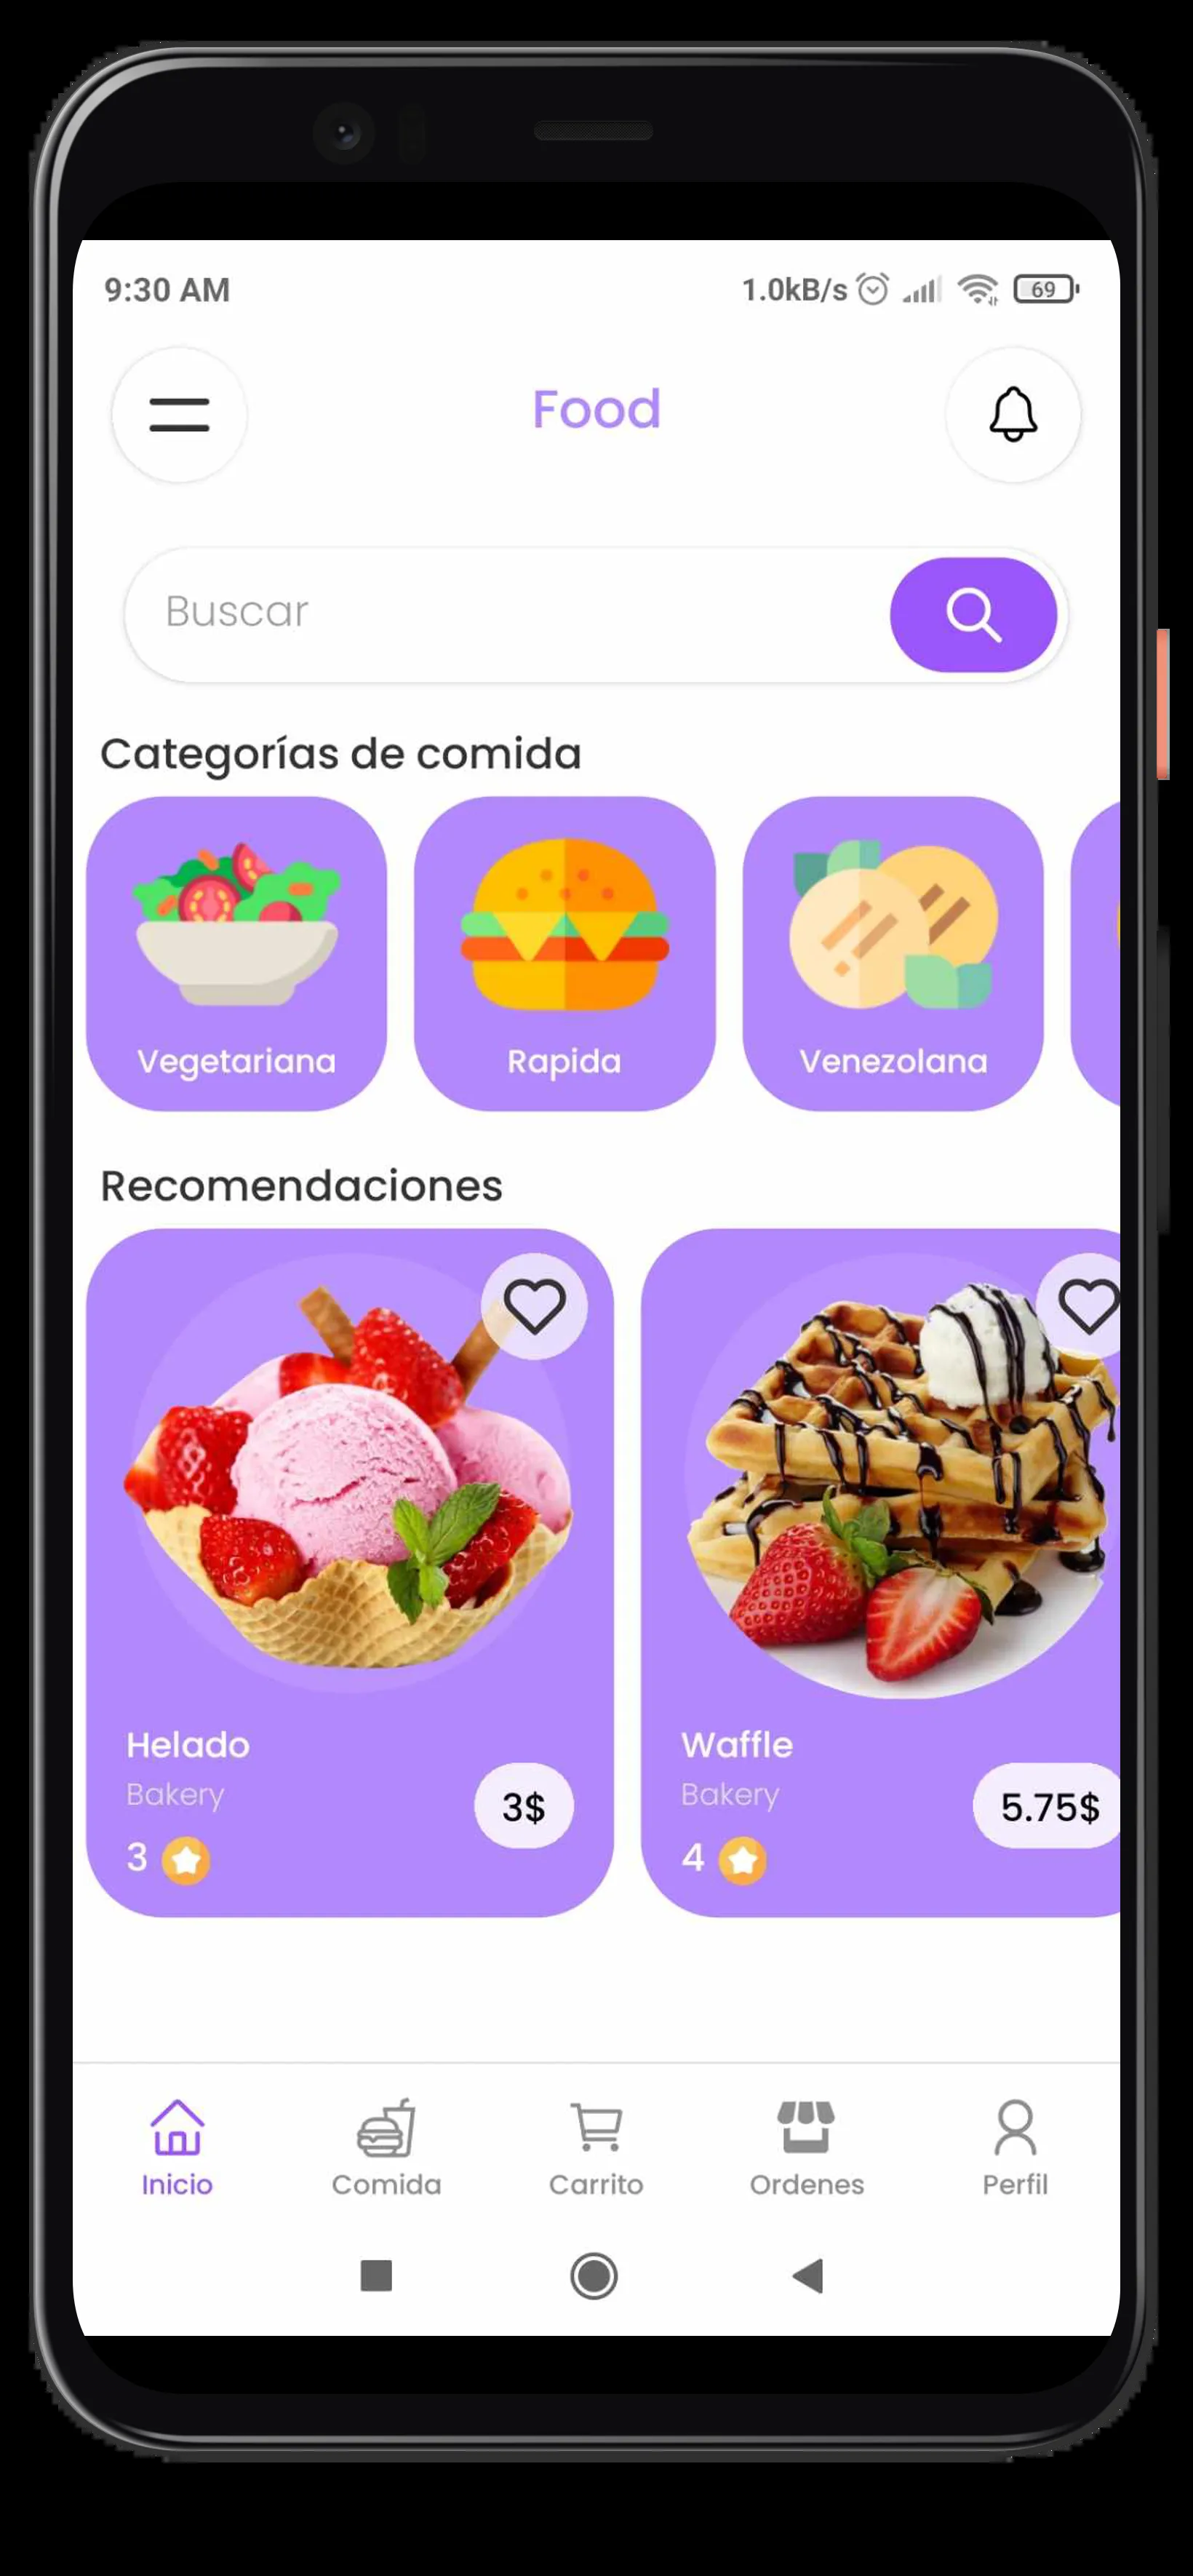 9:30 AM 1.0kB/s 69
Food
Buscar
Categorías de comida
Vegetariana Rapida Venezolana
Recomendaciones
Helado
Bakery
3$
3
Waffle
Bakery
5.75$
4
Inicio Comida Carrito Ordenes Perfil